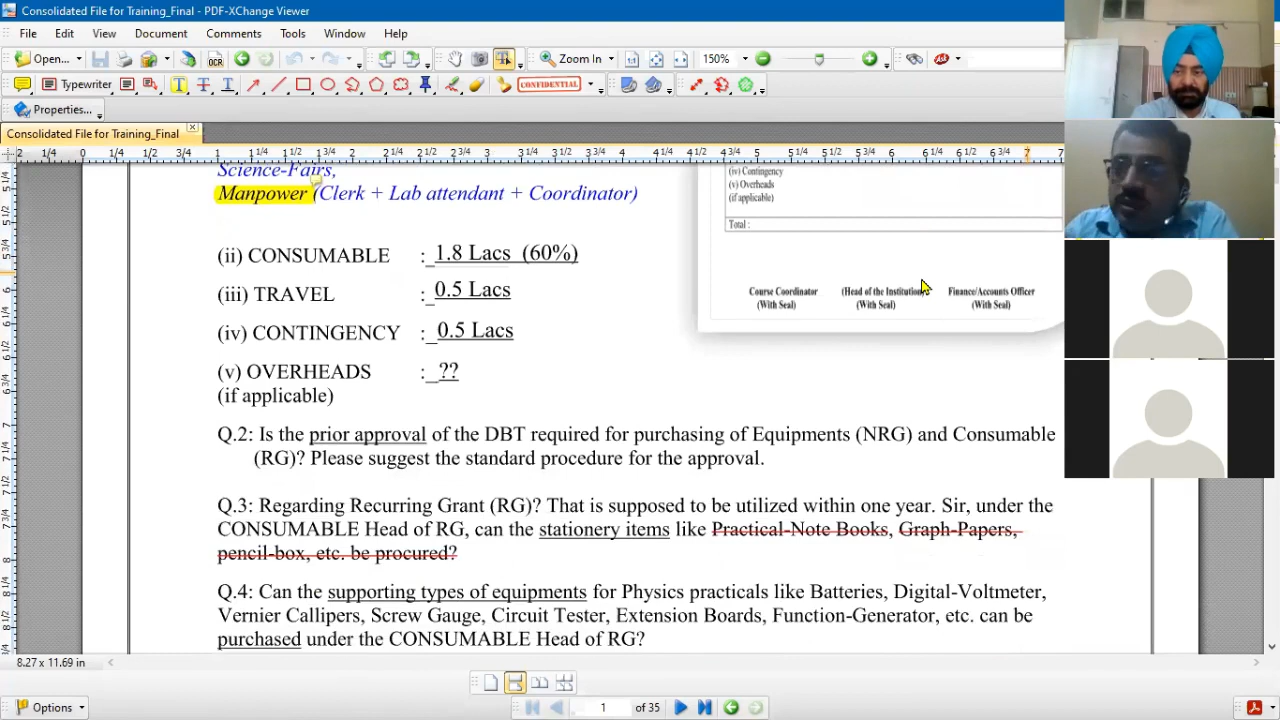 Consolidated File for Training_Final - PDF-XChange Viewer
File Edit View Document Comments Tools Window Help
Open... OCR Zoom In 150%
Typewriter CONFIDENTIAL
Properties...
Consolidated File for Training_Final
Science-Fairs,
Manpower (Clerk + Lab attendant + Coordinator)
(ii) CONSUMABLE : 1.8 Lacs (60%)
(iii) TRAVEL : 0.5 Lacs
(iv) CONTINGENCY : 0.5 Lacs
(v) OVERHEADS : ??
(if applicable)
(iv) Contingency
(v) Overheads
(if applicable)
Total :
Course Coordinator (Head of the Institution) Finance/Accounts Officer
(With Seal) (With Seal) (With Seal)
Q.2: Is the prior approval of the DBT required for purchasing of Equipments (NRG) and Consumable
(RG)? Please suggest the standard procedure for the approval.
Q.3: Regarding Recurring Grant (RG)? That is supposed to be utilized within one year. Sir, under the
CONSUMABLE Head of RG, can the stationery items like Practical-Note Books, Graph-Papers,
pencil-box, etc. be procured?
Q.4: Can the supporting types of equipments for Physics practicals like Batteries, Digital-Voltmeter,
Vernier Callipers, Screw Gauge, Circuit Tester, Extension Boards, Function-Generator, etc. can be
purchased under the CONSUMABLE Head of RG?
8.27 x 11.69 in
Options 1 of 35